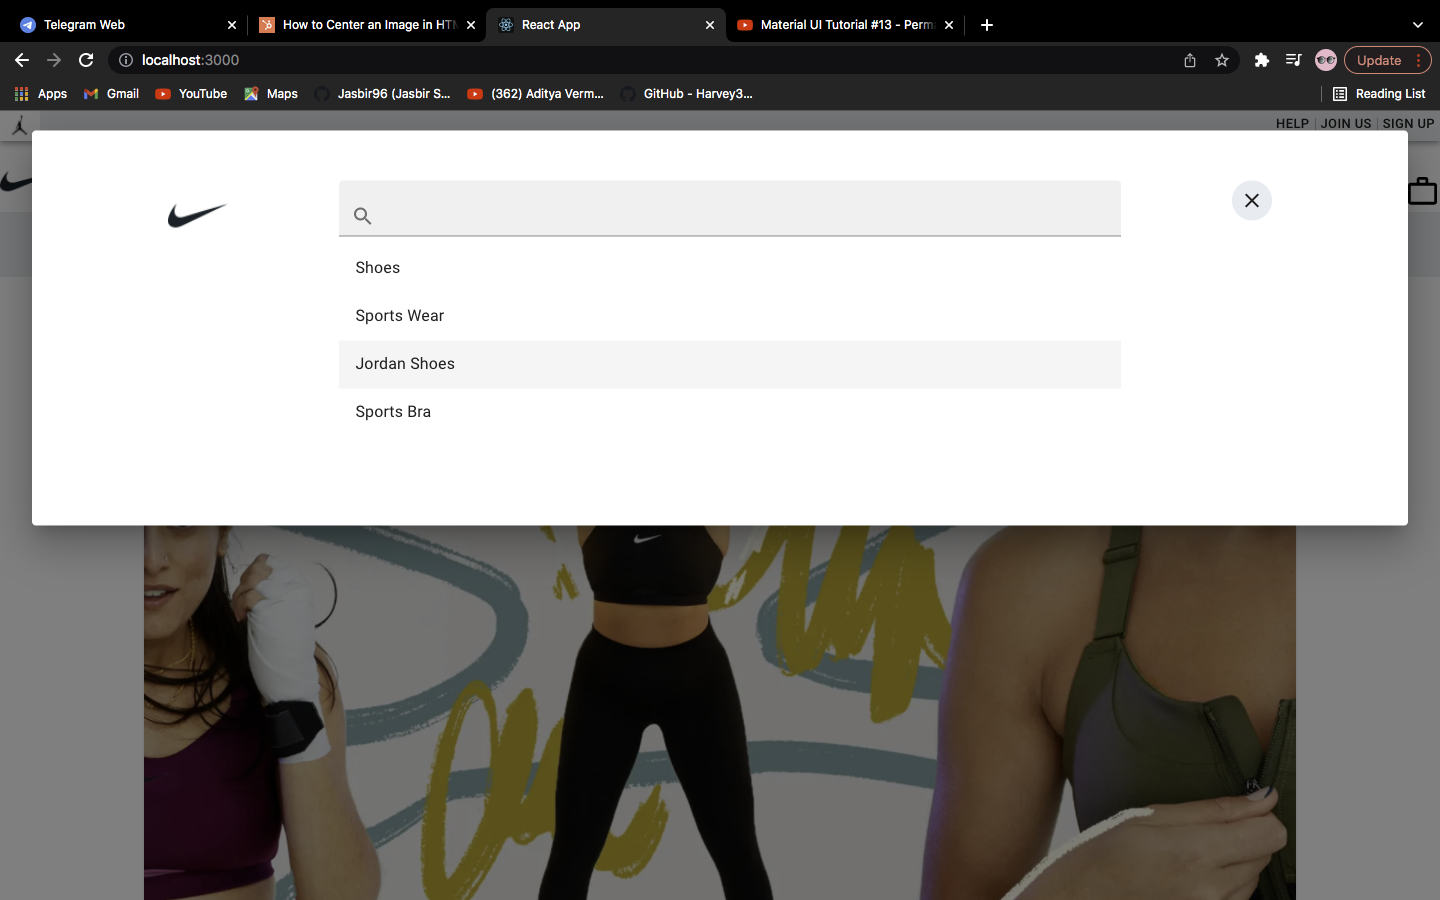 Telegram Web
How to Center an Image in HTM
React App
Material UI Tutorial #13 - Perm
localhost:3000
Update
Apps
Gmail
YouTube
Maps
Jasbir96 (Jasbir S...
(362) Aditya Verm...
GitHub - Harvey3...
Reading List
HELP | JOIN US | SIGN UP
Shoes
Sports Wear
Jordan Shoes
Sports Bra